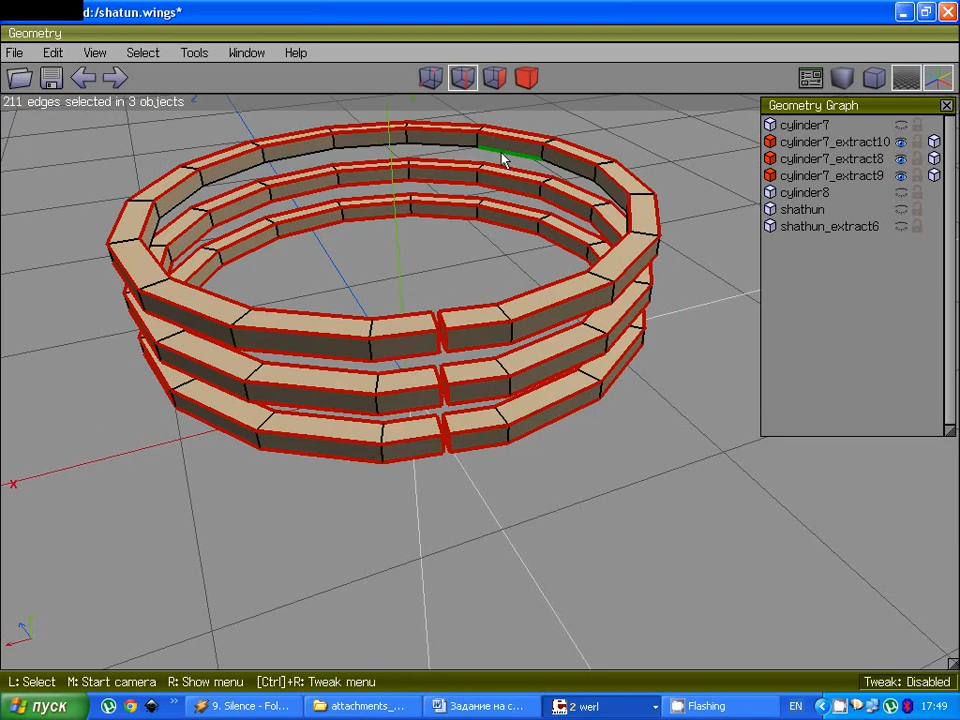 d:/shatun.wings*
Geometry
File Edit View Select Tools Window Help
211 edges selected in 3 objects
Geometry Graph
cylinder7
cylinder7_extract10
cylinder7_extract8
cylinder7_extract9
cylinder8
shathun
shathun_extract6
z
x
L: Select M: Start camera R: Show menu [Ctrl]+R: Tweak menu
Tweak: Disabled
пуск
9. Silence - Fol...
attachments_...
Задание на с...
2 werl
Flashing
EN
17:49